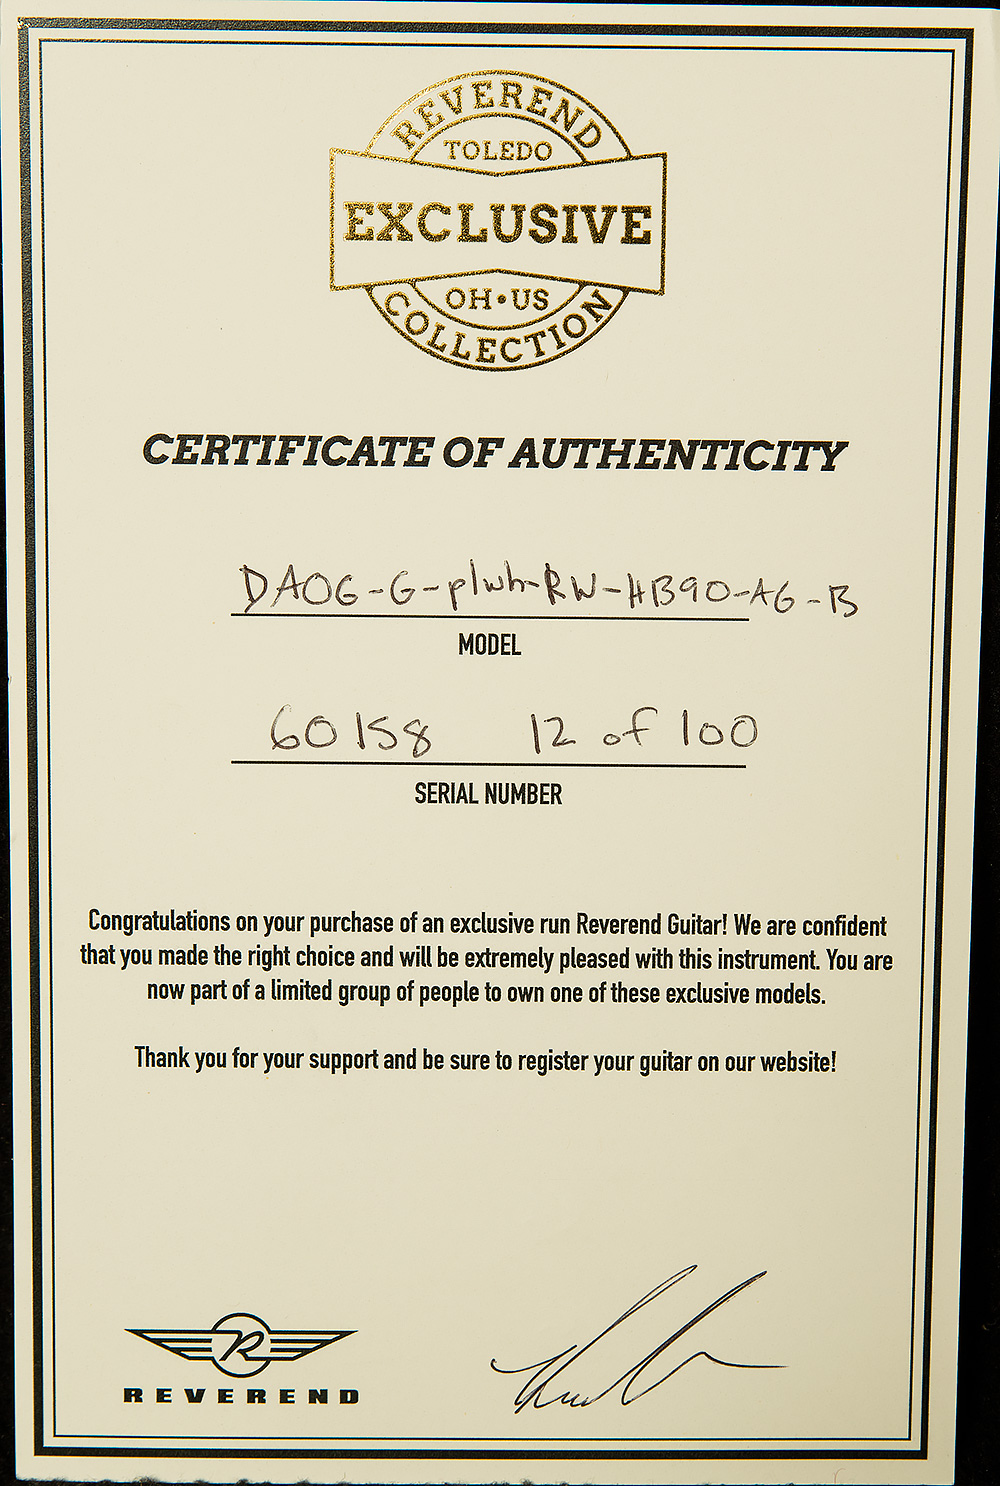 REVEREND
TOLEDO
EXCLUSIVE
OH•US
COLLECTION
CERTIFICATE OF AUTHENTICITY
DAOG-G-plwh-RW-HB90-AG-B
MODEL
60158 12 of 100
SERIAL NUMBER
Congratulations on your purchase of an exclusive run Reverend Guitar! We are confident
that you made the right choice and will be extremely pleased with this instrument. You are
now part of a limited group of people to own one of these exclusive models.
Thank you for your support and be sure to register your guitar on our website!
R
REVEREND